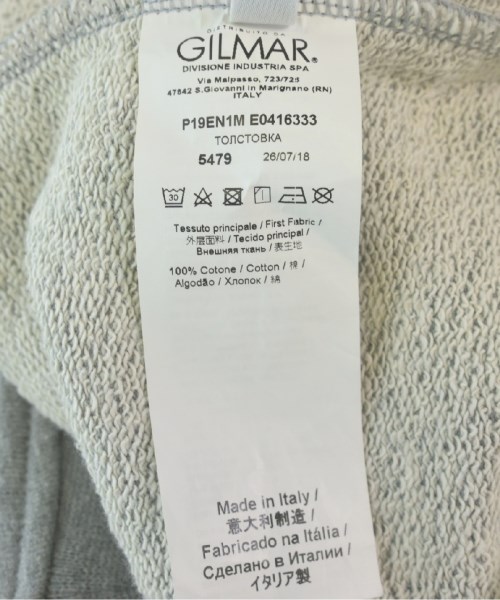 DISTRIBUITO DA
GILMAR®
DIVISIONE INDUSTRIA SPA
Via Malpasso, 723/725
47842 S.Giovanni in Marignano (RN)
ITALY
P19EN1M E0416333
ТОЛСТОВКА
5479 26/07/18
30
Tessuto principale / First Fabric /
外层面料 / Tecido principal /
Внешняя ткань / 表生地
100% Cotone / Cotton / 棉 /
Algodão / Хлопок / 綿
Made in Italy /
意大利制造 /
Fabricado na Itália /
Сделано в Италии /
イタリア製